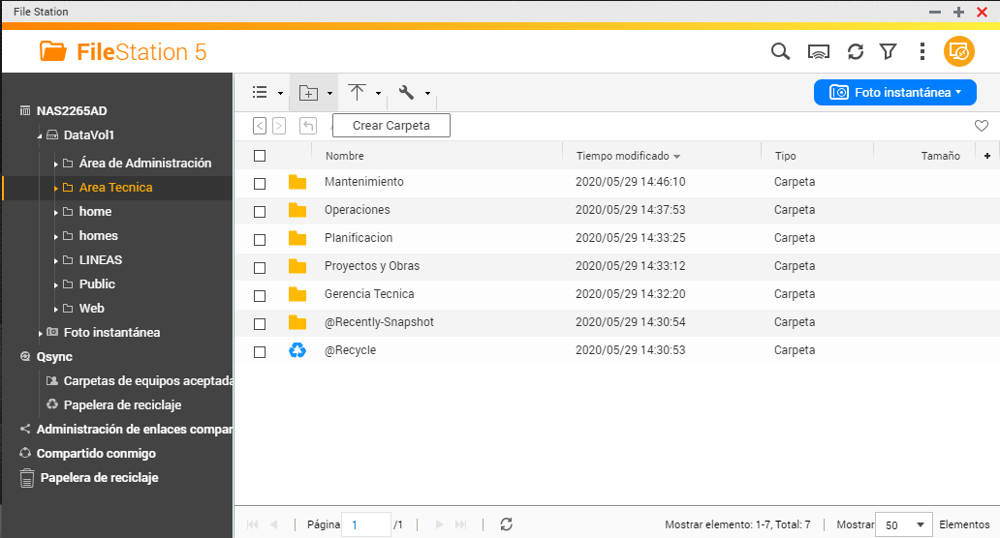 File Station
FileStation 5
NAS2265AD
DataVol1
Área de Administración
Area Tecnica
home
homes
LINEAS
Public
Web
Foto instantánea
Qsync
Carpetas de equipos aceptada
Papelera de reciclaje
Administración de enlaces compar
Compartido conmigo
Papelera de reciclaje
Foto instantánea
Crear Carpeta
Nombre Tiempo modificado Tipo Tamaño
Mantenimiento 2020/05/29 14:46:10 Carpeta
Operaciones 2020/05/29 14:37:53 Carpeta
Planificacion 2020/05/29 14:33:25 Carpeta
Proyectos y Obras 2020/05/29 14:33:12 Carpeta
Gerencia Tecnica 2020/05/29 14:32:20 Carpeta
@Recently-Snapshot 2020/05/29 14:30:54 Carpeta
@Recycle 2020/05/29 14:30:53 Carpeta
Página 1 /1 Mostrar elemento: 1-7, Total: 7 Mostrar 50 Elementos